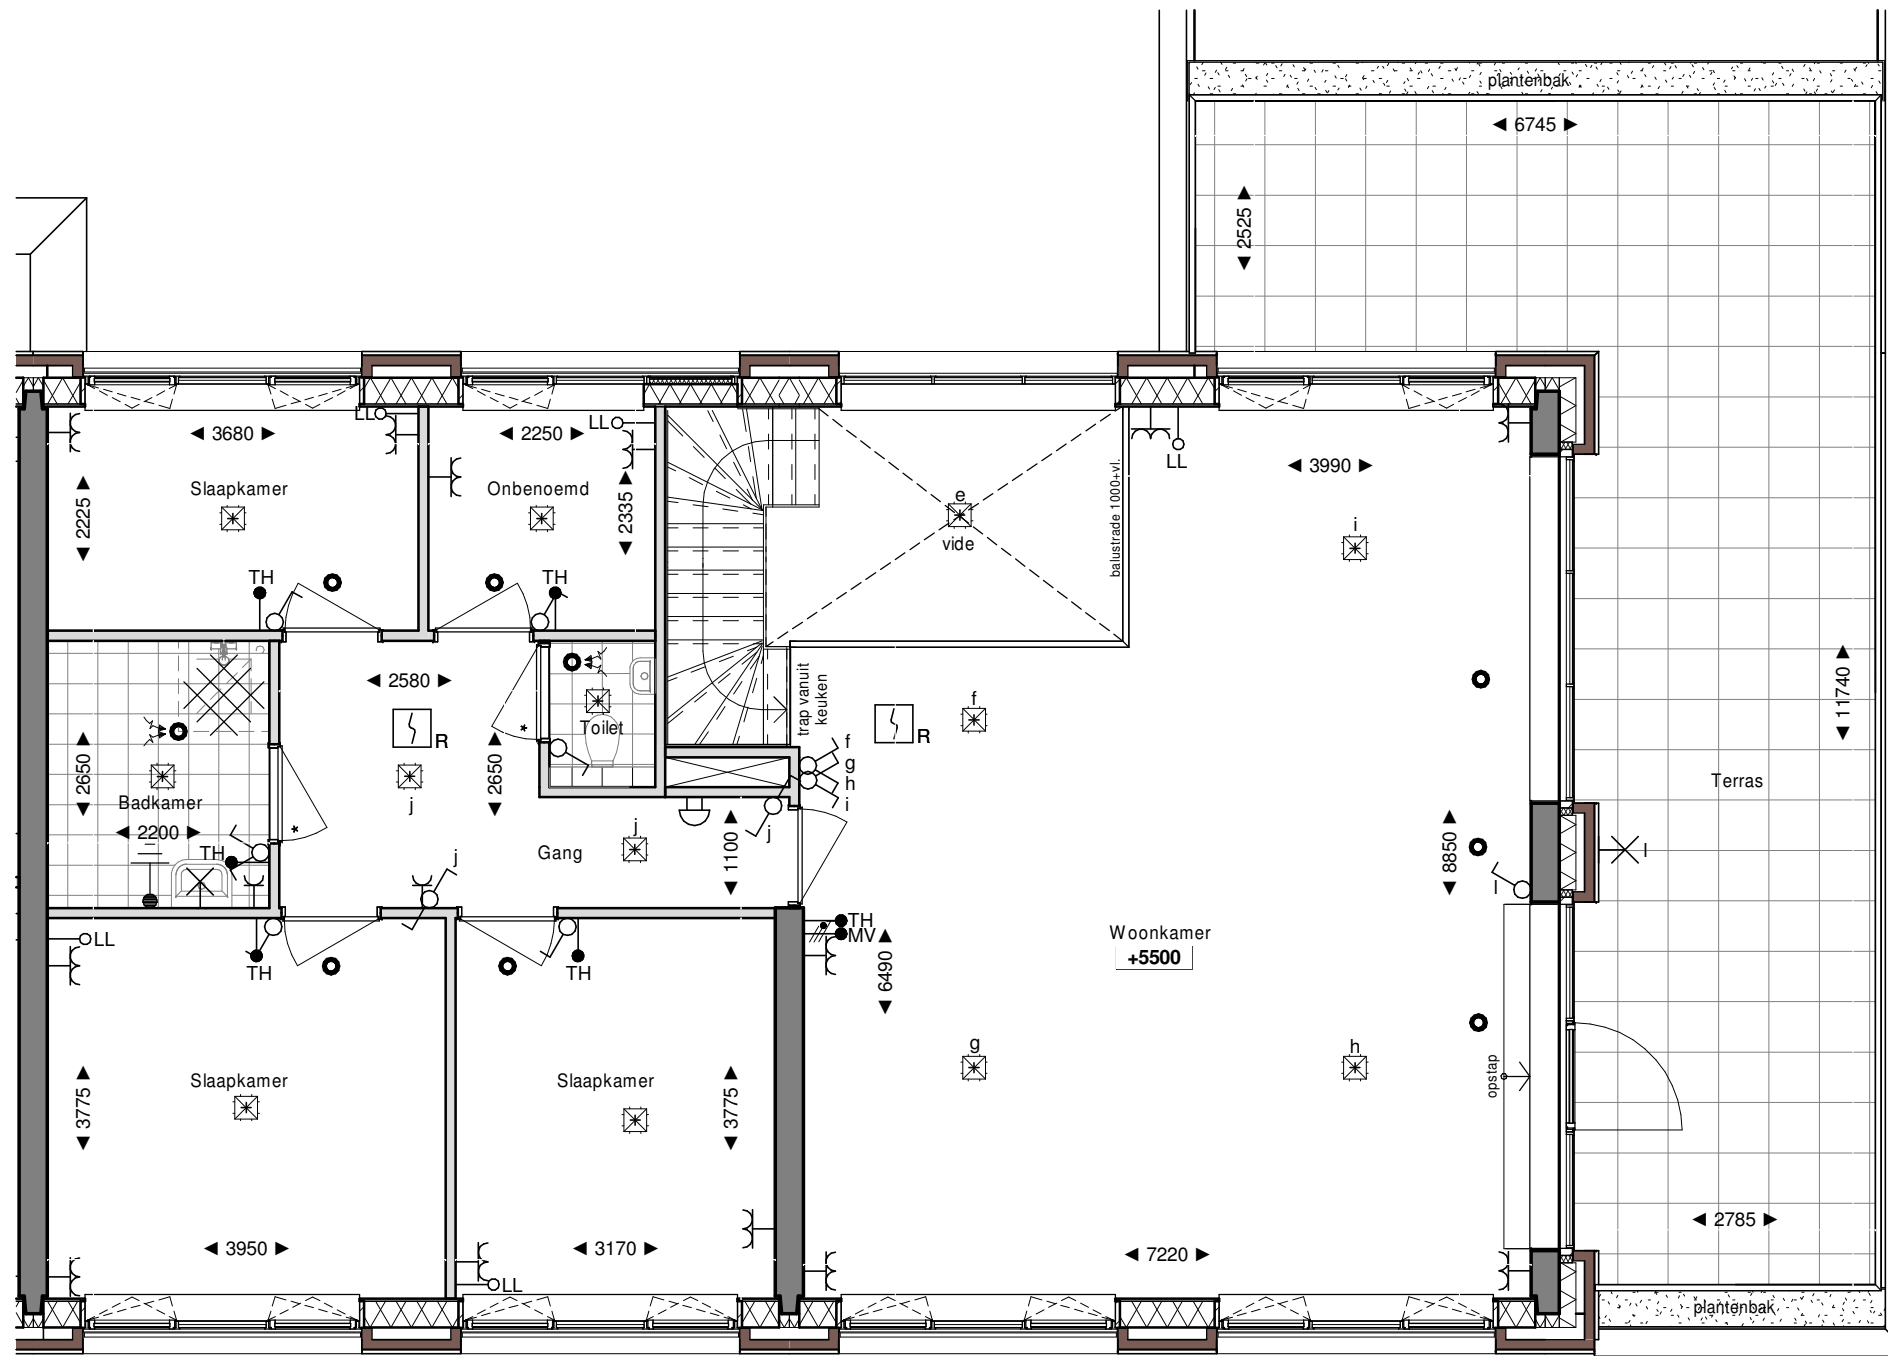 plantenbak
◄ 6745 ►
◄ 2525 ►
LL
◄ 3680 ►
◄ 2250 ►
LL
LL
◄ 3990 ►
Slaapkamer
Onbenoemd
◄ 2225 ►
◄ 2335 ►
balustrade 1000+vl.
e
vide
i
TH
TH
◄ 2580 ►
trap vanuit
keuken
◄ 11740 ►
f
Toilet
*
R
R
f
g
h
i
◄ 2650 ►
◄ 2650 ►
j
Terras
Badkamer
◄ 2200 ►
*
TH
j
j
Gang
j
◄ 1100 ►
◄ 8850 ►
l
l
LL
TH
TH
TH
MV
◄ 6490 ►
Woonkamer
+5500
g
h
opstap
Slaapkamer
Slaapkamer
◄ 3775 ►
◄ 3775 ►
◄ 3950 ►
◄ 3170 ►
◄ 7220 ►
◄ 2785 ►
LL
plantenbak